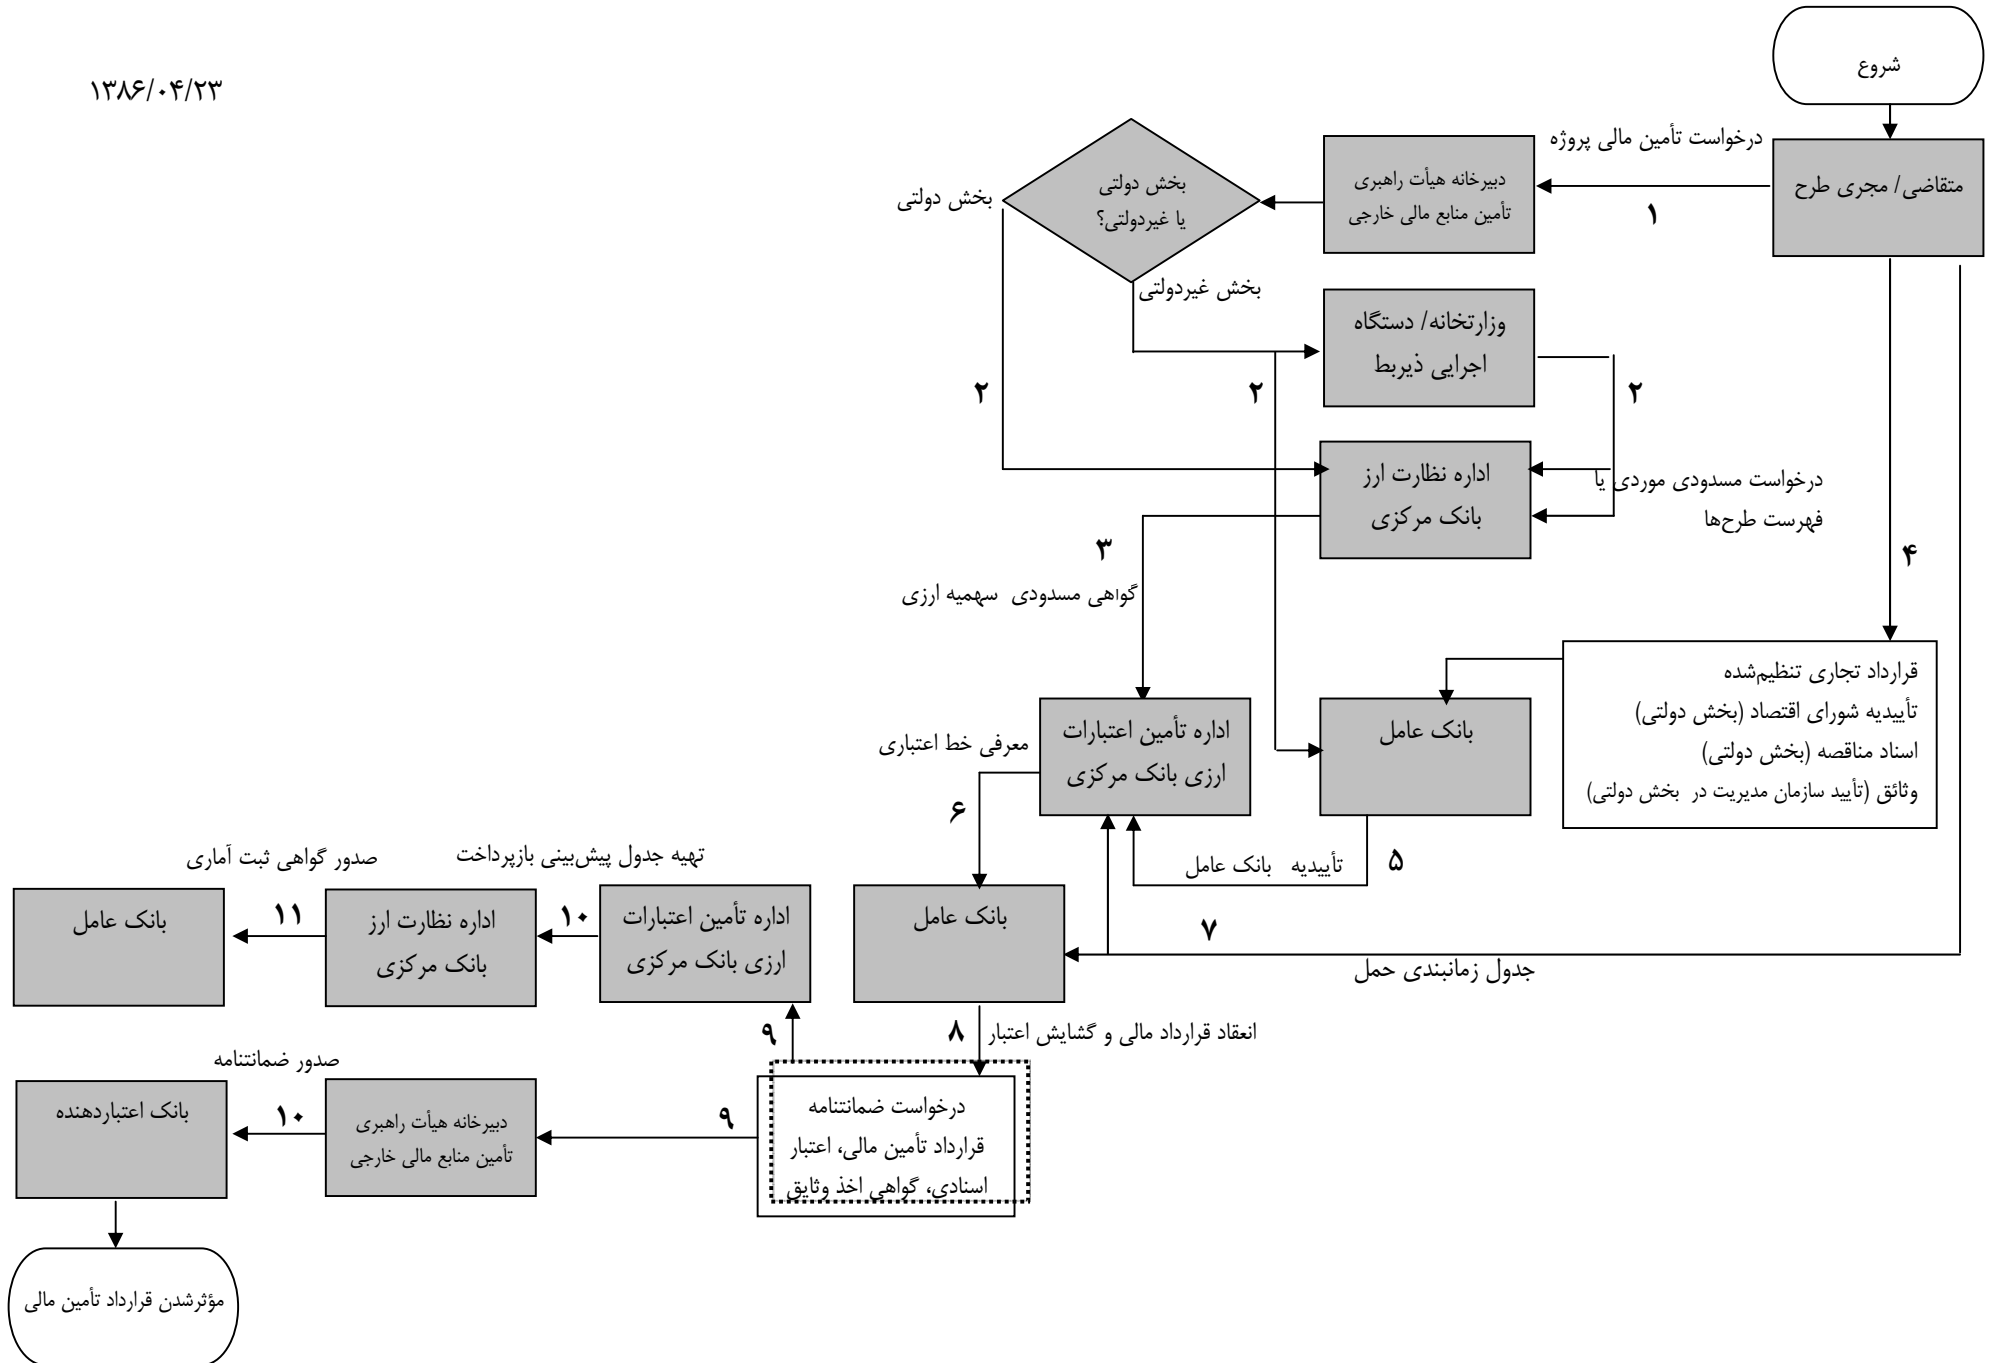 شروع
۱۳۸۶/۰۴/۲۳
متقاضی/ مجری طرح
درخواست تأمین مالی پروژه
۱
دبیرخانه هیأت راهبری
تأمین منابع مالی خارجی
بخش دولتی
یا غیردولتی؟
بخش دولتی
بخش غیردولتی
وزارتخانه/ دستگاه
اجرایی ذیربط
۲
۲
۲
اداره نظارت ارز
بانک مرکزی
درخواست مسدودی موردی یا
فهرست طرح‌ها
۳
گواهی مسدودی سهمیه ارزی
۴
قرارداد تجاری تنظیم‌شده
تأییدیه شورای اقتصاد (بخش دولتی)
اسناد مناقصه (بخش دولتی)
وثائق (تأیید سازمان مدیریت در بخش دولتی)
بانک عامل
اداره تأمین اعتبارات
ارزی بانک مرکزی
معرفی خط اعتباری
۶
۵
تأییدیه بانک عامل
۷
جدول زمانبندی حمل
بانک عامل
تهیه جدول پیش‌بینی بازپرداخت
اداره تأمین اعتبارات
ارزی بانک مرکزی
۱۰
صدور گواهی ثبت آماری
اداره نظارت ارز
بانک مرکزی
۱۱
بانک عامل
انعقاد قرارداد مالی و گشایش اعتبار
۸
۹
درخواست ضمانتنامه
قرارداد تأمین مالی، اعتبار
اسنادی، گواهی اخذ وثایق
۹
دبیرخانه هیأت راهبری
تأمین منابع مالی خارجی
صدور ضمانتنامه
۱۰
بانک اعتباردهنده
مؤثرشدن قرارداد تأمین مالی